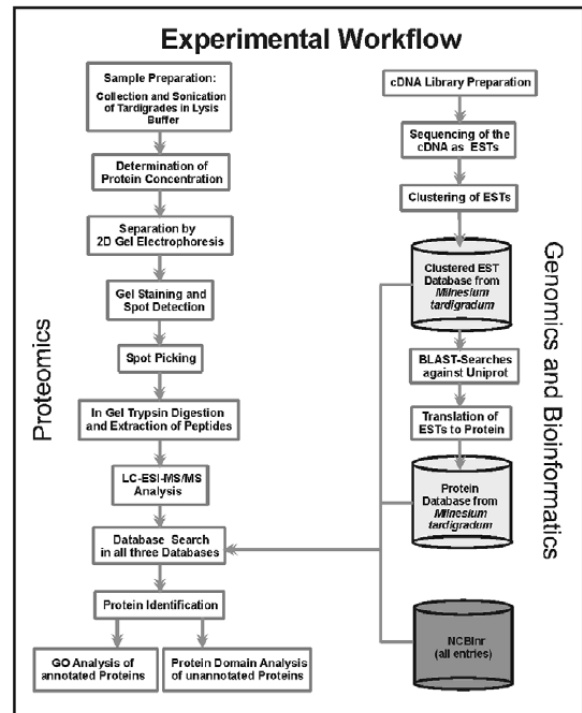 Experimental Workflow
Proteomics
Sample Preparation:
Collection and Sonication
of Tardigrades in Lysis
Buffer
Determination of
Protein Concentration
Separation by
2D Gel Electrophoresis
Gel Staining and
Spot Detection
Spot Picking
In Gel Trypsin Digestion
and Extraction of Peptides
LC-ESI-MS/MS
Analysis
Database Search
in all three Databases
Protein Identification
GO Analysis of
annotated Proteins
Protein Domain Analysis
of unannotated Proteins
cDNA Library Preparation
Sequencing of the
cDNA as ESTs
Clustering of ESTs
Clustered EST
Database from
Milnesium
tardigradum
BLAST-Searches
against Uniprot
Translation of
ESTs to Protein
Protein
Database from
Milnesium
tardigradum
NCBInr
(all entries)
Genomics and Bioinformatics